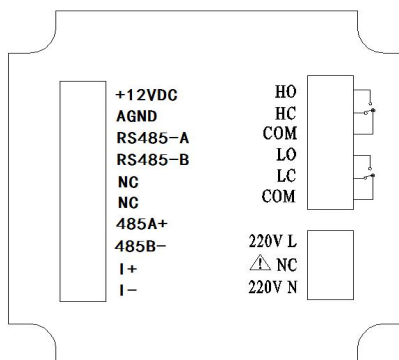 +12VDC
AGND
RS485-A
RS485-B
NC
NC
485A+
485B-
I+
I-
HO
HC
COM
LO
LC
COM
220V L
NC
220V N